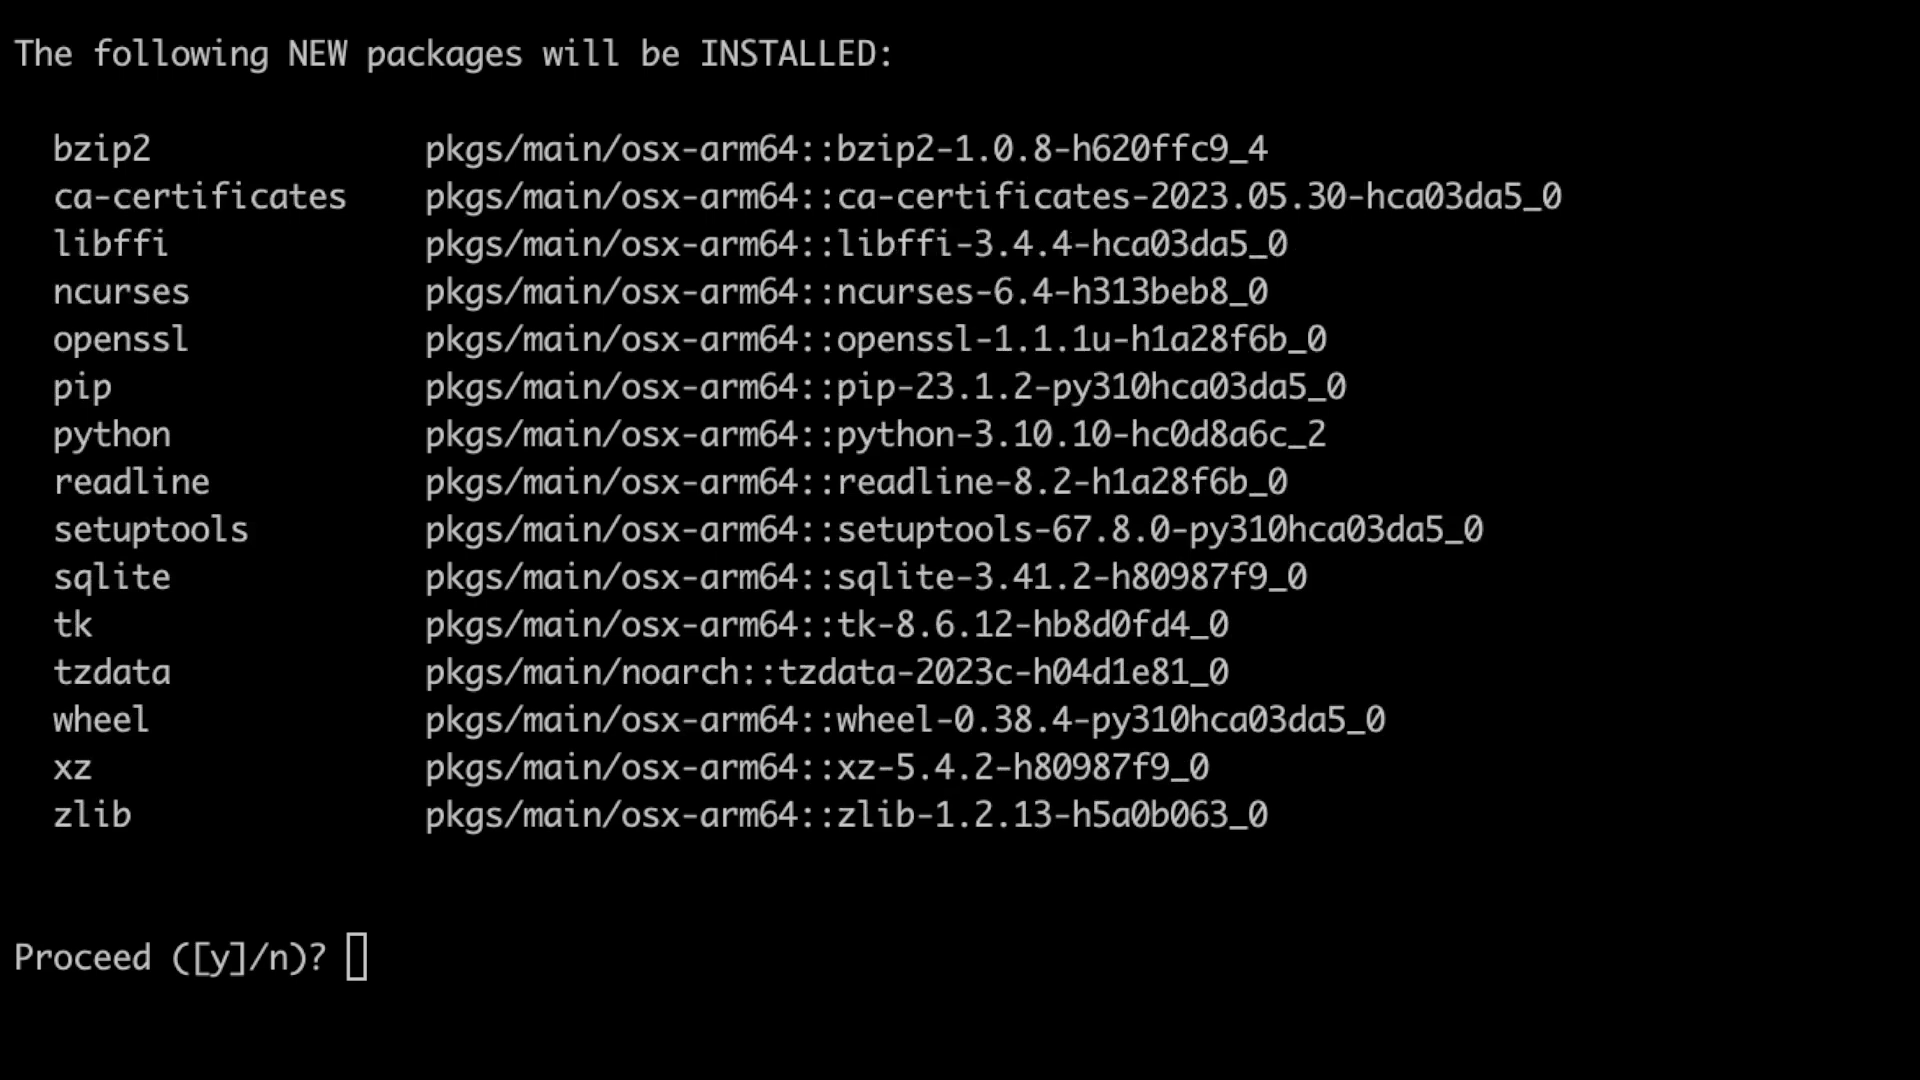 The following NEW packages will be INSTALLED:
bzip2 pkgs/main/osx-arm64::bzip2-1.0.8-h620ffc9_4
ca-certificates pkgs/main/osx-arm64::ca-certificates-2023.05.30-hca03da5_0
libffi pkgs/main/osx-arm64::libffi-3.4.4-hca03da5_0
ncurses pkgs/main/osx-arm64::ncurses-6.4-h313beb8_0
openssl pkgs/main/osx-arm64::openssl-1.1.1u-h1a28f6b_0
pip pkgs/main/osx-arm64::pip-23.1.2-py310hca03da5_0
python pkgs/main/osx-arm64::python-3.10.10-hc0d8a6c_2
readline pkgs/main/osx-arm64::readline-8.2-h1a28f6b_0
setuptools pkgs/main/osx-arm64::setuptools-67.8.0-py310hca03da5_0
sqlite pkgs/main/osx-arm64::sqlite-3.41.2-h80987f9_0
tk pkgs/main/osx-arm64::tk-8.6.12-hb8d0fd4_0
tzdata pkgs/main/noarch::tzdata-2023c-h04d1e81_0
wheel pkgs/main/osx-arm64::wheel-0.38.4-py310hca03da5_0
xz pkgs/main/osx-arm64::xz-5.4.2-h80987f9_0
zlib pkgs/main/osx-arm64::zlib-1.2.13-h5a0b063_0
Proceed ([y]/n)?